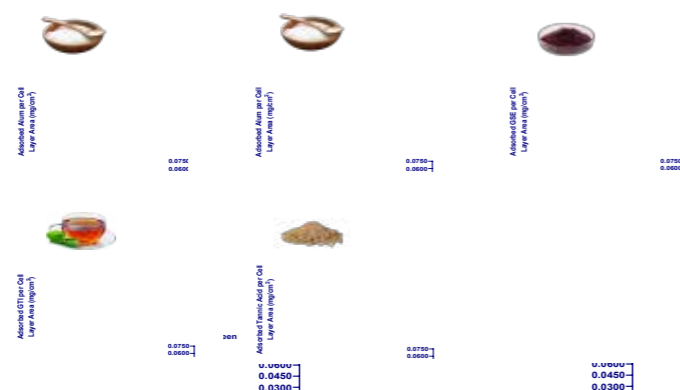 Adsorbed Alum per Cell
Layer Area (mg/cm²)
0.0750
0.0600
Adsorbed Alum per Cell
Layer Area (mg/cm²)
0.0750
0.0600
Adsorbed GSE per Cell
Layer Area (mg/cm²)
0.0750
0.0600
Adsorbed GTI per Cell
Layer Area (mg/cm²)
0.0750
0.0600
een
Adsorbed Tannic Acid per Cell
Layer Area (mg/cm²)
0.0750
0.0600
0.0600
0.0450
0.0300
0.0600
0.0450
0.0300